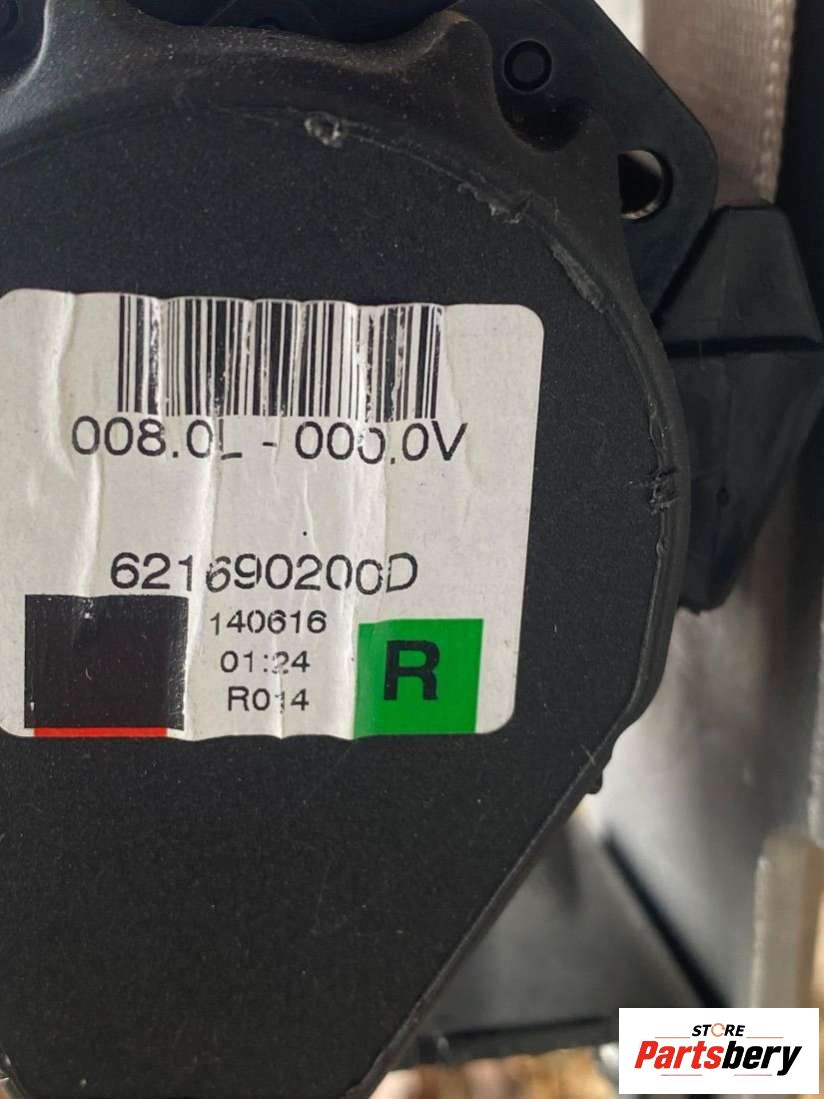 008.0L - 000.0V
621690200D
140616
01:24
R014
R
STORE
Partsbery